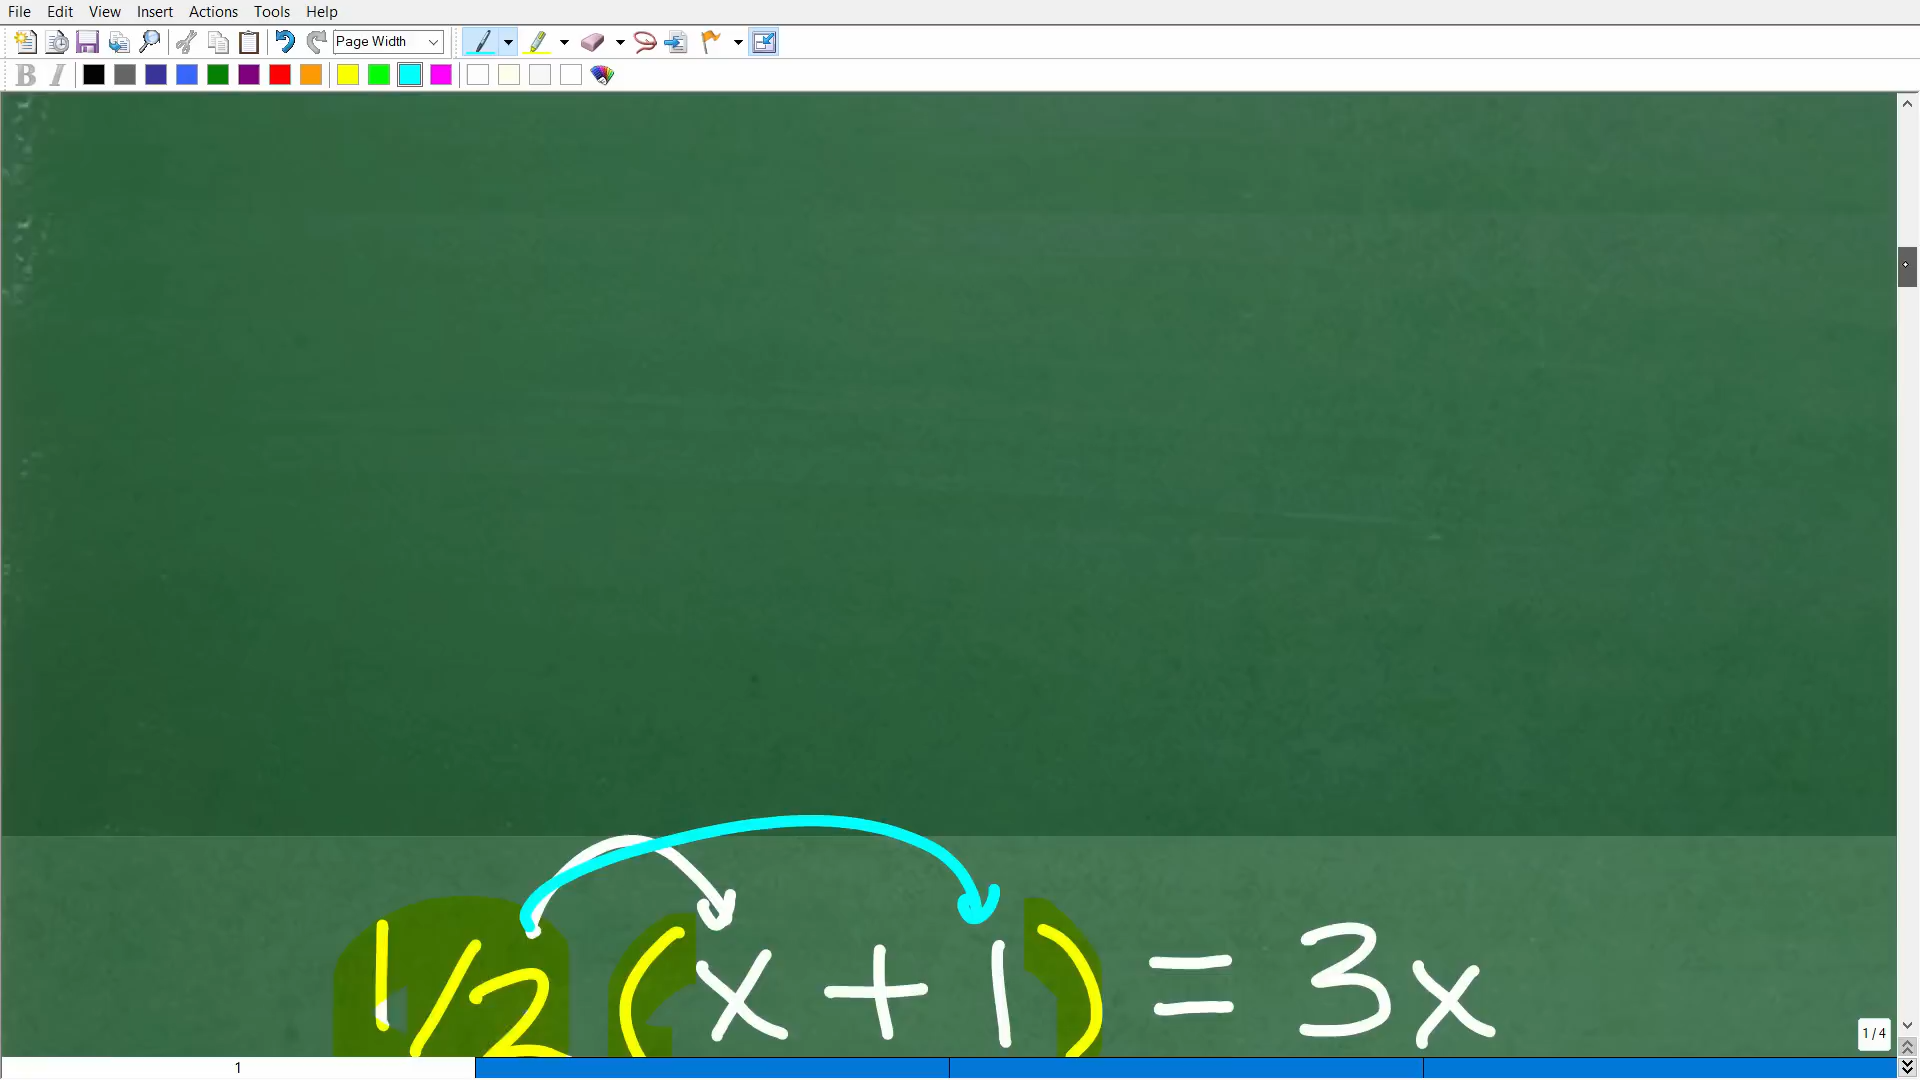 File Edit View Insert Actions Tools Help
Page Width
B I
1/2 (x + 1) = 3x
1 / 4
1